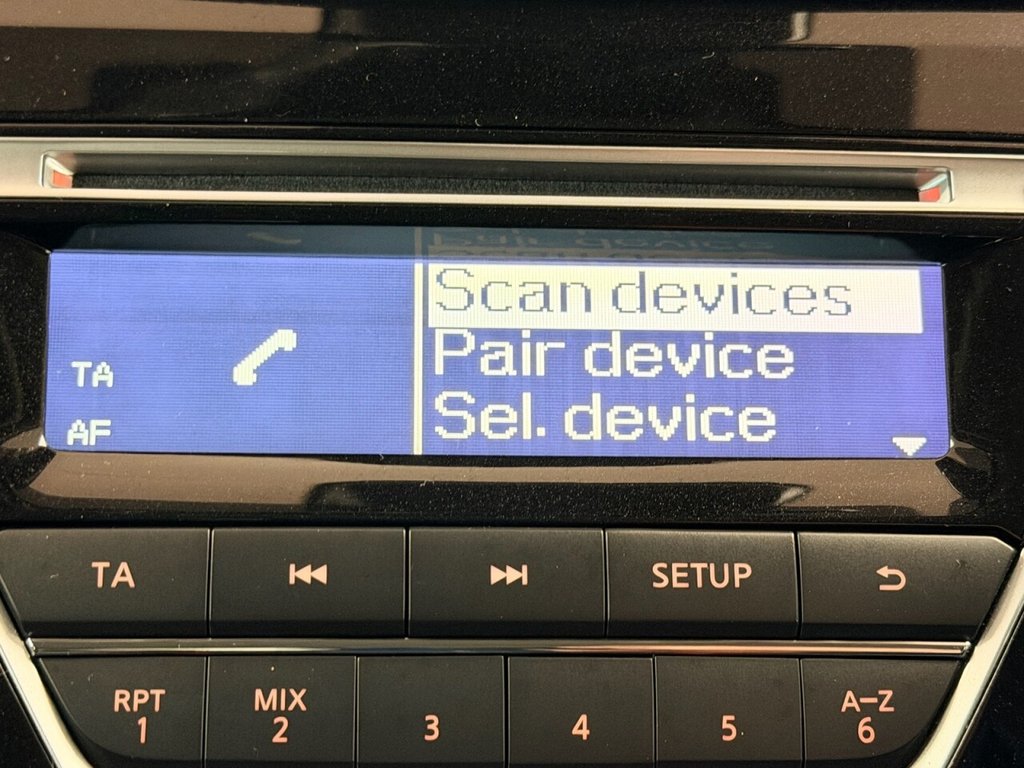 Scan devices
Pair device
Sel. device
TA
AF
TA
SETUP
RPT
1
MIX
2
3
4
5
A-Z
6